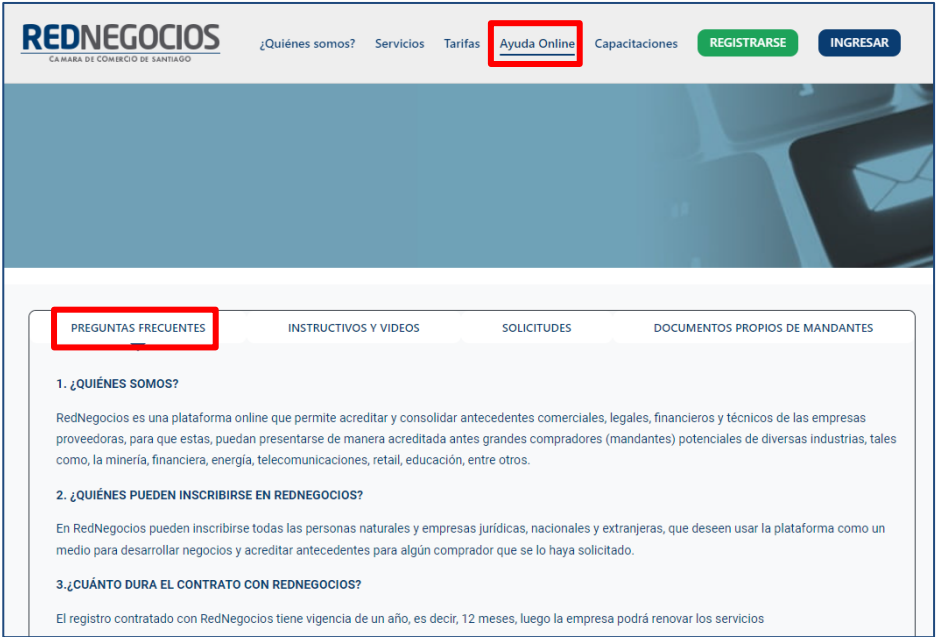 REDNEGOCIOS
CAMARA DE COMERCIO DE SANTIAGO
¿Quiénes somos? Servicios Tarifas Ayuda Online Capacitaciones REGISTRARSE INGRESAR
PREGUNTAS FRECUENTES INSTRUCTIVOS Y VIDEOS SOLICITUDES DOCUMENTOS PROPIOS DE MANDANTES
1. ¿QUIÉNES SOMOS?
RedNegocios es una plataforma online que permite acreditar y consolidar antecedentes comerciales, legales, financieros y técnicos de las empresas
proveedoras, para que estas, puedan presentarse de manera acreditada antes grandes compradores (mandantes) potenciales de diversas industrias, tales
como, la minería, financiera, energía, telecomunicaciones, retail, educación, entre otros.
2. ¿QUIÉNES PUEDEN INSCRIBIRSE EN REDNEGOCIOS?
En RedNegocios pueden inscribirse todas las personas naturales y empresas jurídicas, nacionales y extranjeras, que deseen usar la plataforma como un
medio para desarrollar negocios y acreditar antecedentes para algún comprador que se lo haya solicitado.
3.¿CUÁNTO DURA EL CONTRATO CON REDNEGOCIOS?
El registro contratado con RedNegocios tiene vigencia de un año, es decir, 12 meses, luego la empresa podrá renovar los servicios